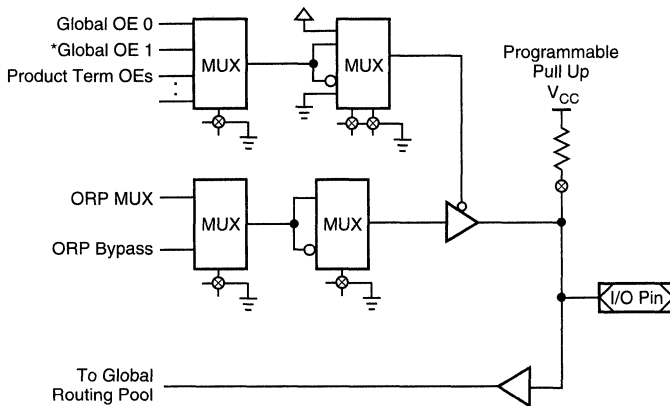 Global OE 0
*Global OE 1
Product Term OEs
MUX
MUX
Programmable
Pull Up
VCC
ORP MUX
ORP Bypass
MUX
MUX
I/O Pin
To Global
Routing Pool